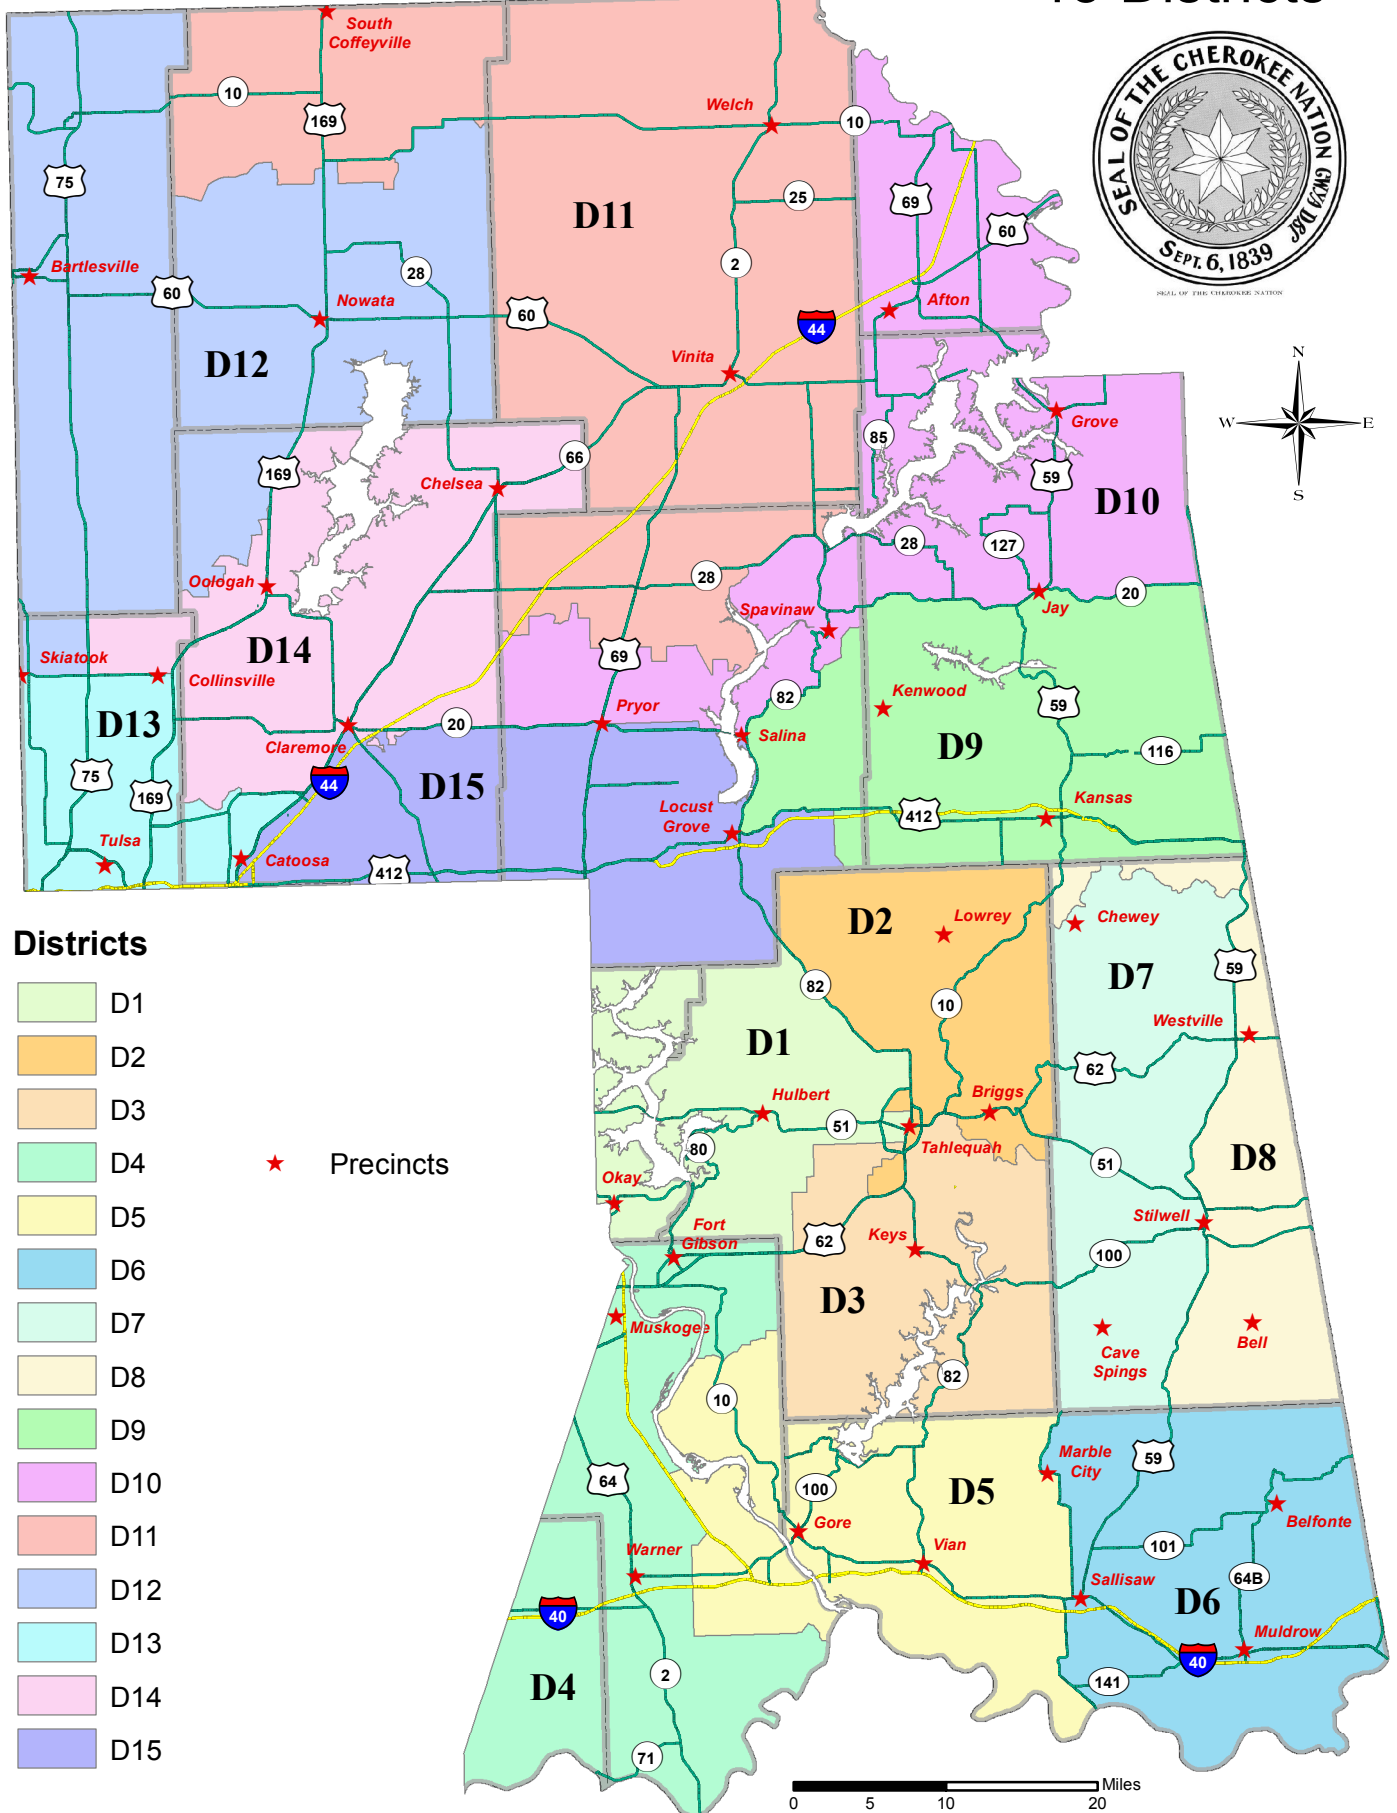 15 Districts
SEAL OF THE CHEROKEE NATION
SEPT. 6, 1839
SEAL OF THE CHEROKEE NATION
N
W
E
S
South
Coffeyville
10
169
Welch
10
75
25
69
D11
60
Bartlesville
2
28
60
Nowata
60
Afton
44
D12
Vinita
Grove
85
66
169
59
Chelsea
D10
28
127
28
Oologah
20
Spavinaw
Jay
D14
69
Skiatook
Collinsville
82
Kenwood
59
D13
Pryor
20
Claremore
Salina
D9
116
75
44
D15
169
Locust
Grove
412
Kansas
Tulsa
Catoosa
412
D2
Lowrey
Chewey
59
D7
82
10
D1
Westville
62
Hulbert
Briggs
51
80
Tahlequah
51
D8
Okay
Fort
Gibson
62
Keys
Stilwell
100
D3
Muskogee
Cave
Spings
Bell
82
10
Marble
City
59
64
100
D5
Gore
Belfonte
Warner
Vian
101
Sallisaw
64B
D6
40
Muldrow
40
2
D4
141
71
Districts
D1
D2
D3
D4
D5
D6
D7
D8
D9
D10
D11
D12
D13
D14
D15
Precincts
Miles
0 5 10 20